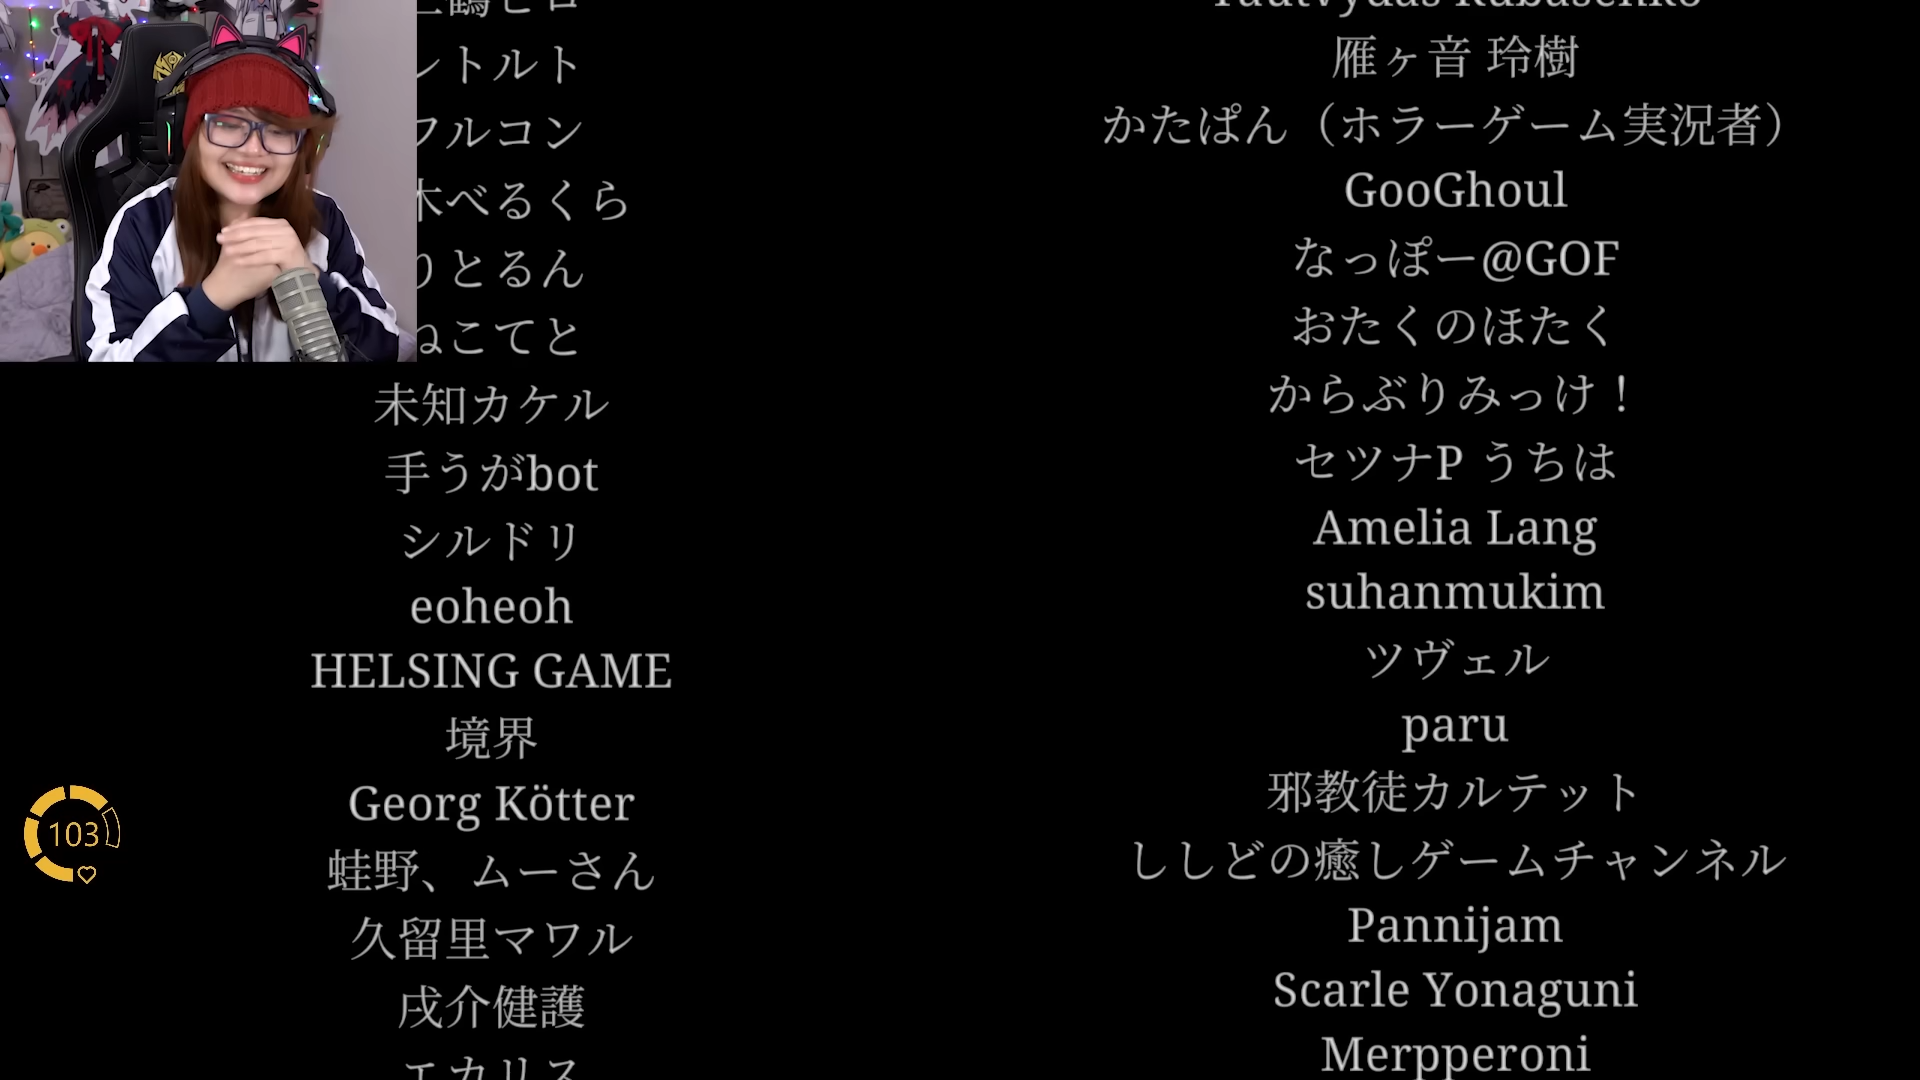 レトルト
フルコン
木べるくら
りとるん
ねこてと
未知カケル
手うがbot
シルドリ
eoheoh
HELSING GAME
境界
Georg Kötter
蛙野、ムーさん
久留里マワル
戌介健護
エカリス
雁ヶ音 玲樹
かたぱん（ホラーゲーム実況者）
GooGhoul
なっぽー@GOF
おたくのほたく
からぶりみっけ！
セツナP うちは
Amelia Lang
suhanmukim
ツヴェル
paru
邪教徒カルテット
ししどの癒しゲームチャンネル
Pannijam
Scarle Yonaguni
Merpperoni
103